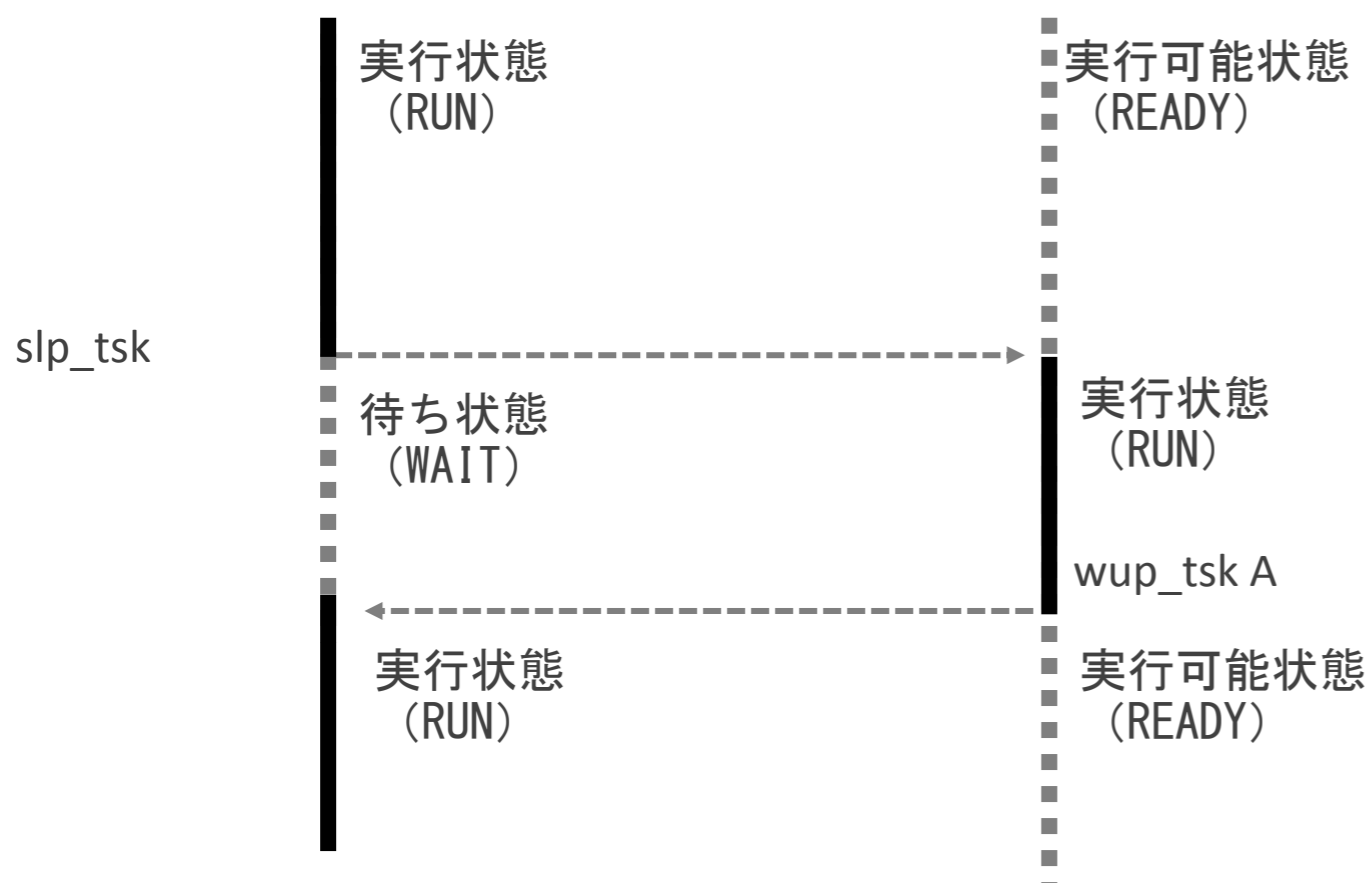 実行状態
(RUN)
実行可能状態
(READY)
slp_tsk
待ち状態
(WAIT)
実行状態
(RUN)
wup_tsk A
実行状態
(RUN)
実行可能状態
(READY)